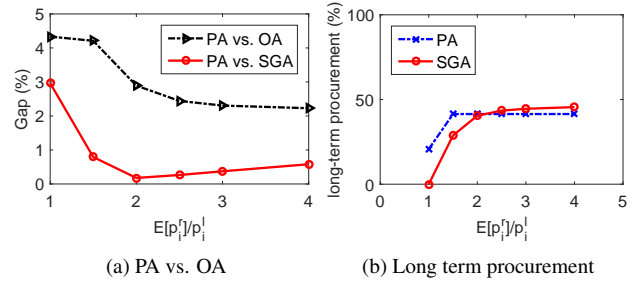 5
4
3
2
1
0
Gap (%)
PA vs. OA
PA vs. SGA
1
2
3
4
E[p_i^r]/p_i^l
(a) PA vs. OA
100
50
0
long-term procurement (%)
PA
SGA
0
1
2
3
4
5
E[p_i^r]/p_i^l
(b) Long term procurement